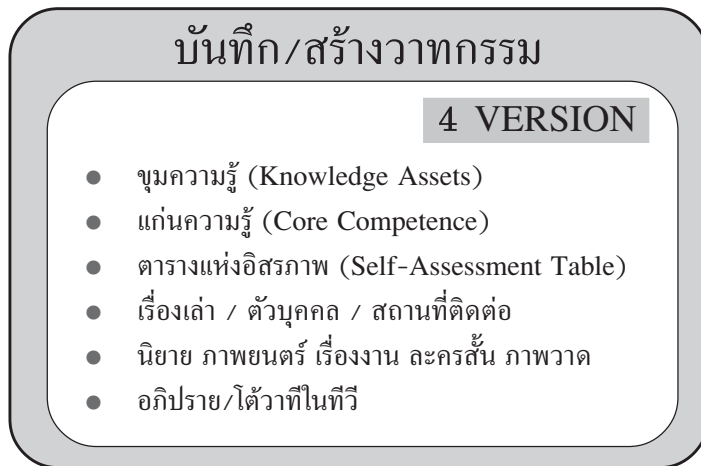 บันทึก/สร้างวาทกรรม
4 VERSION
ขุมความรู้ (Knowledge Assets)
แก่นความรู้ (Core Competence)
ตารางแห่งอิสรภาพ (Self-Assessment Table)
เรื่องเล่า / ตัวบุคคล / สถานที่ติดต่อ
นิยาย ภาพยนตร์ เรื่องงาน ละครสั้น ภาพวาด
อภิปราย/โต้วาทีในทีวี